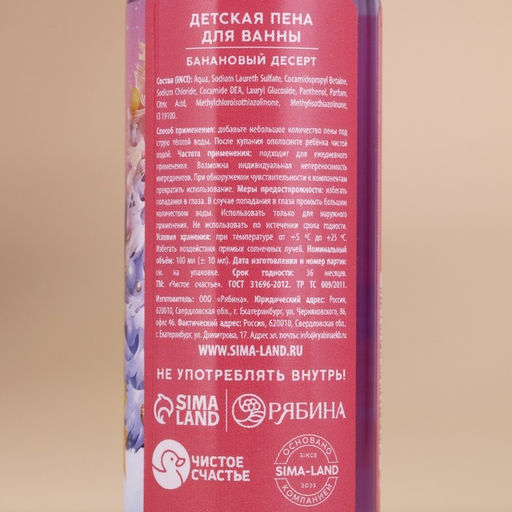 ДЕТСКАЯ ПЕНА
ДЛЯ ВАННЫ
БАНАНОВЫЙ ДЕСЕРТ
Состав (INCI): Aqua, Sodium Laureth Sulfate, Cocamidopropyl Betaine,
Sodium Chloride, Cocamide DEA, Lauryl Glucoside, Panthenol, Parfum,
Citric Acid, Methylchloroisothiazolinone, Methylisothiazolinone,
CI 19100.
Способ применения: добавьте небольшое количество пены под
струю тёплой воды. После купания ополосните ребёнка чистой
водой. Частота применения: подходит для ежедневного
применения. Возможна индивидуальная непереносимость
ингредиентов. При обнаружении чувствительности к компонентам
прекратить использование. Меры предосторожности: избегать
попадания в глаза. В случае попадания в глаза промыть большим
количеством воды. Использовать только для наружного
применения. Не использовать по истечении срока годности.
Условия хранения: при температуре от +5 °C до +25 °C.
Избегать воздействия прямых солнечных лучей. Номинальный
объём: 100 мл (± 10 мл). Дата изготовления и номер партии:
см. на упаковке. Срок годности: 36 месяцев.
ТМ: «Чистое счастье». ГОСТ 31696-2012. ТР ТС 009/2011.
Изготовитель: ООО «Рябина». Юридический адрес: Россия,
620010, Свердловская обл., г. Екатеринбург, ул. Черняховского, 86,
офис 46. Фактический адрес: Россия, 620010, Свердловская обл.,
г. Екатеринбург, ул. Димитрова, 17. Адрес эл. почты:
WWW.SIMA-LAND.RU
НЕ УПОТРЕБЛЯТЬ ВНУТРЬ!
SIMA LAND
РЯБИНА
ЧИСТОЕ СЧАСТЬЕ
ОСНОВАНО
SINCE
SIMA-LAND
2023
КОМПАНИЕЙ